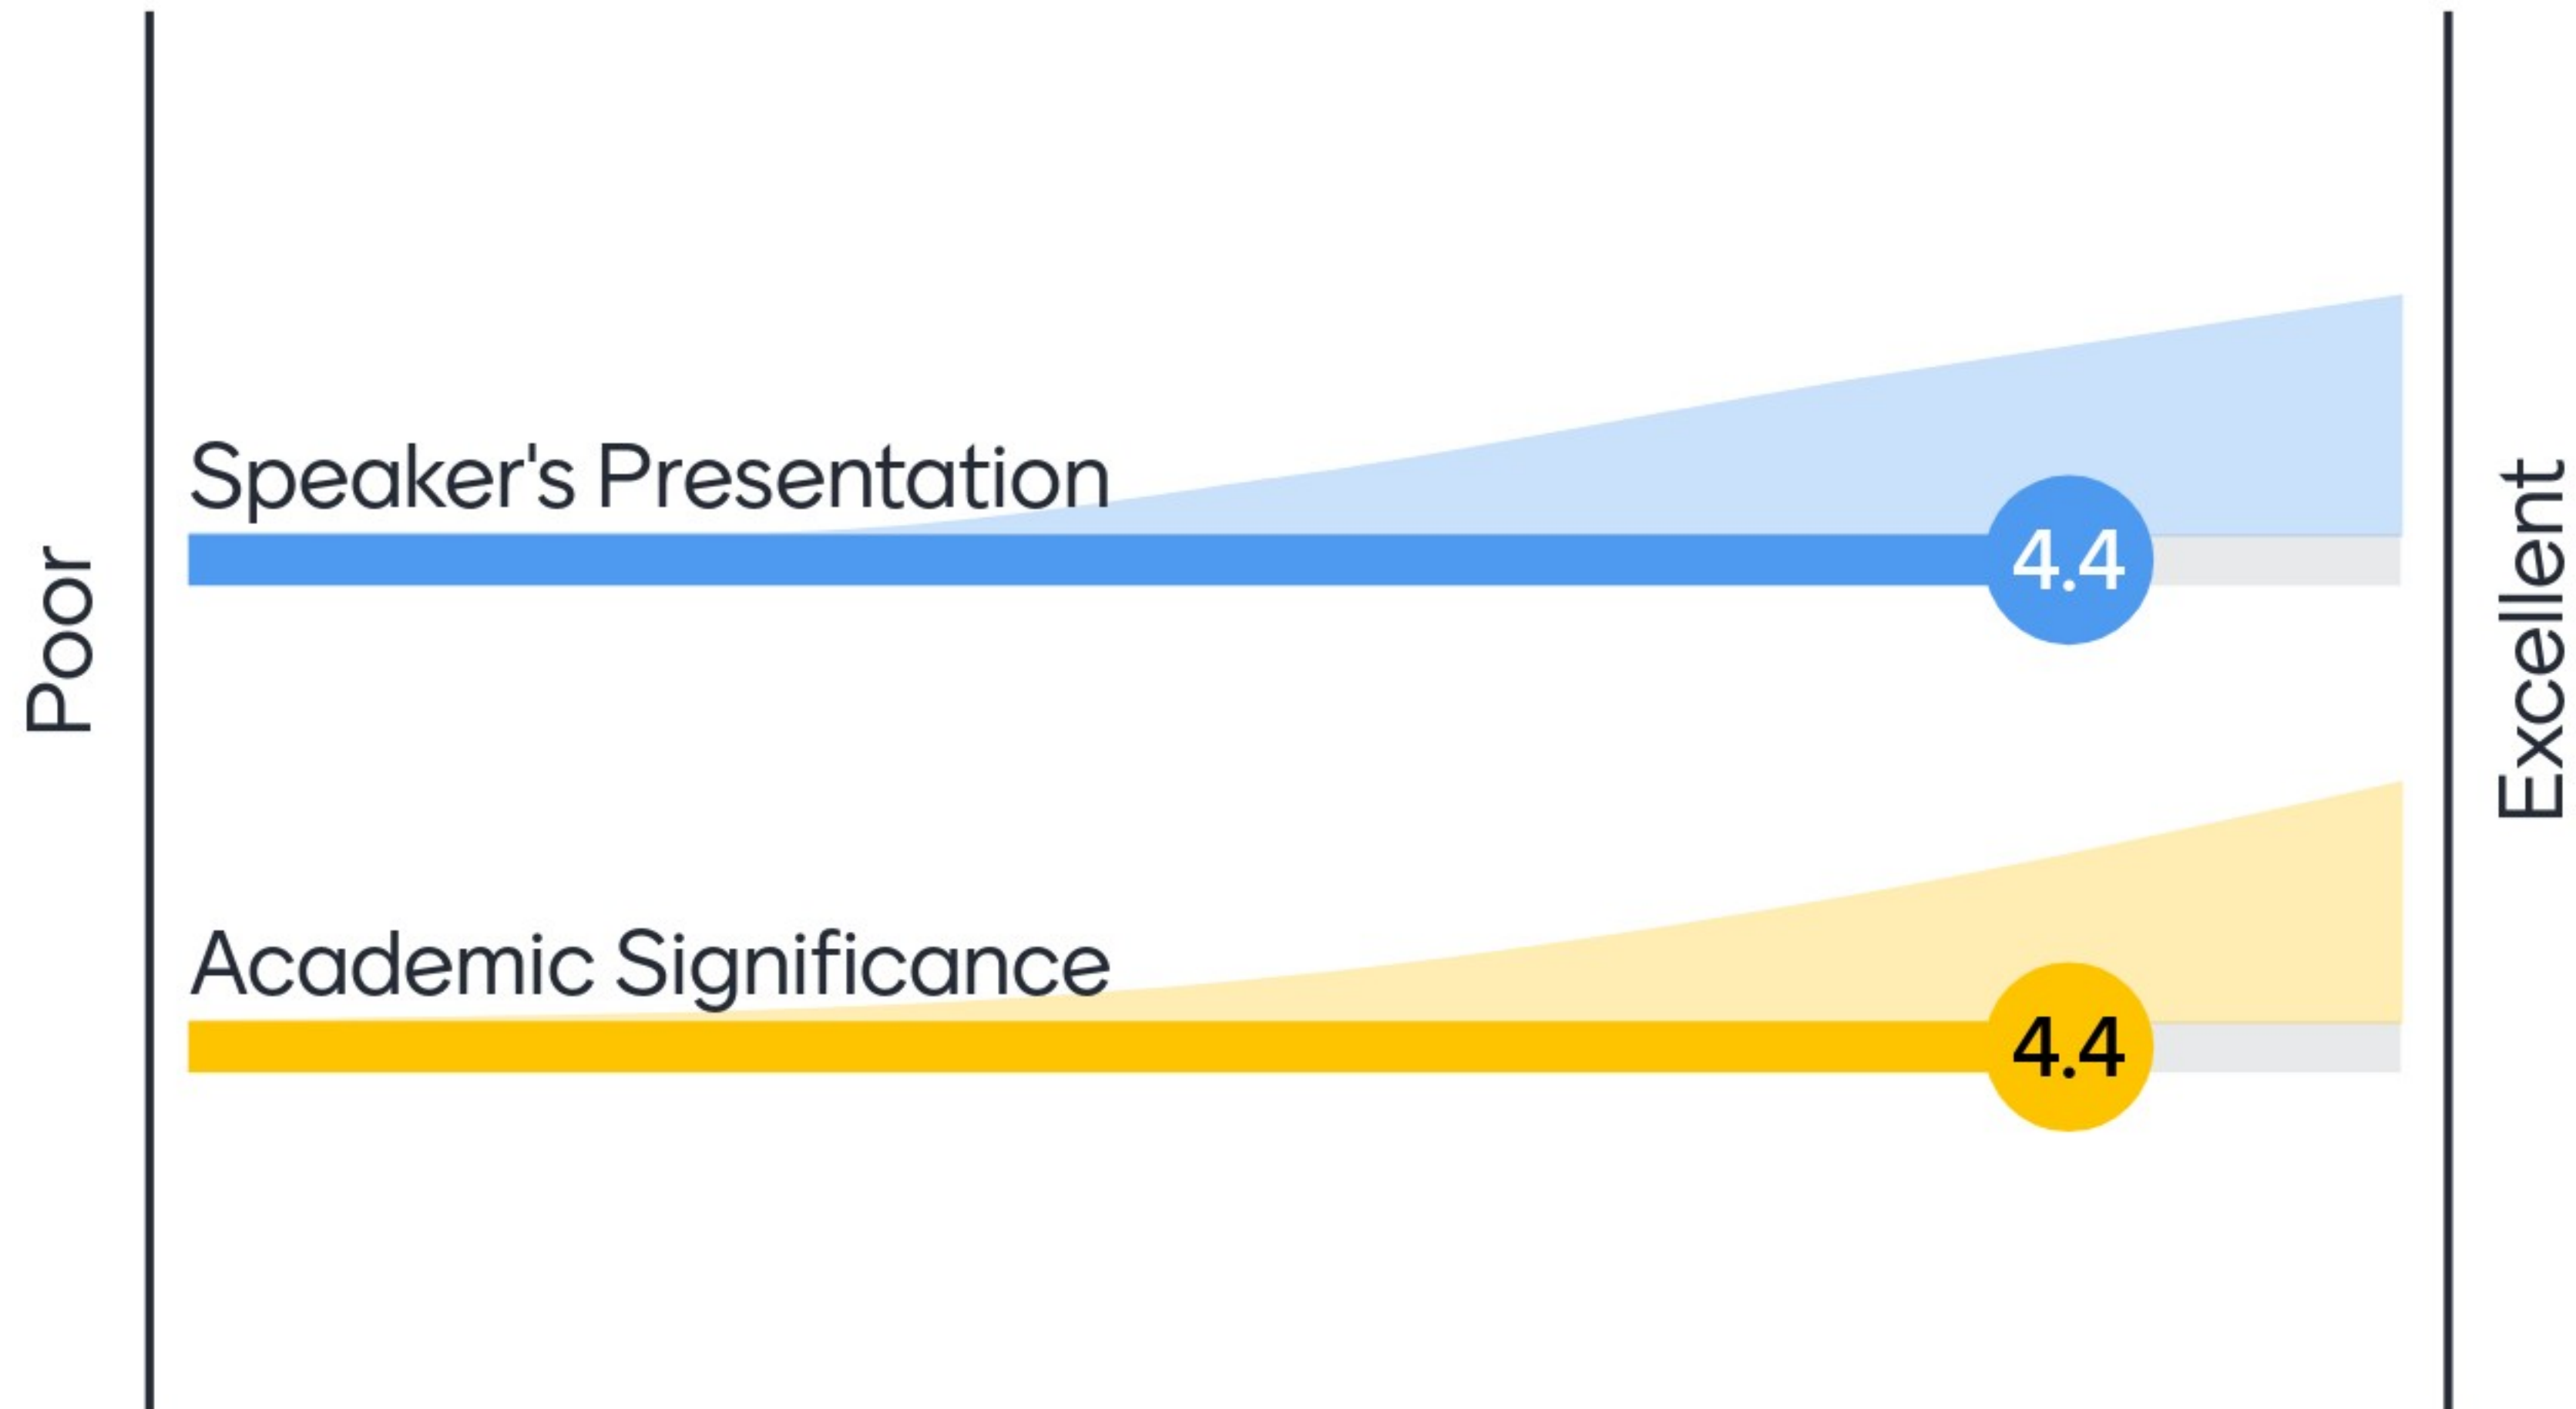 Poor
Speaker's Presentation
4.4
Academic Significance
4.4
Excellent